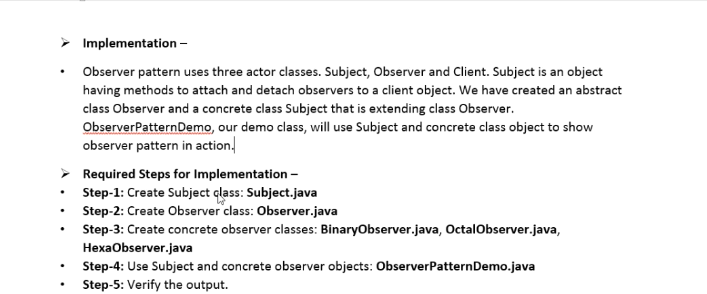 ➢ Implementation –
• Observer pattern uses three actor classes. Subject, Observer and Client. Subject is an object
having methods to attach and detach observers to a client object. We have created an abstract
class Observer and a concrete class Subject that is extending class Observer.
ObserverPatternDemo, our demo class, will use Subject and concrete class object to show
observer pattern in action.
➢ Required Steps for Implementation –
• Step-1: Create Subject class: Subject.java
• Step-2: Create Observer class: Observer.java
• Step-3: Create concrete observer classes: BinaryObserver.java, OctalObserver.java,
HexaObserver.java
• Step-4: Use Subject and concrete observer objects: ObserverPatternDemo.java
• Step-5: Verify the output.